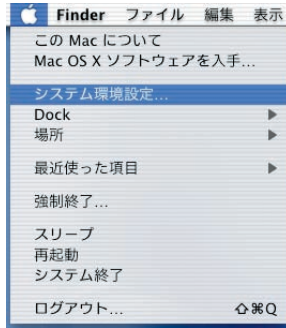 Finder ファイル 編集 表示
この Mac について
Mac OS X ソフトウェアを入手...
システム環境設定...
Dock
場所
最近使った項目
強制終了...
スリープ
再起動
システム終了
ログアウト... ⇧⌘Q